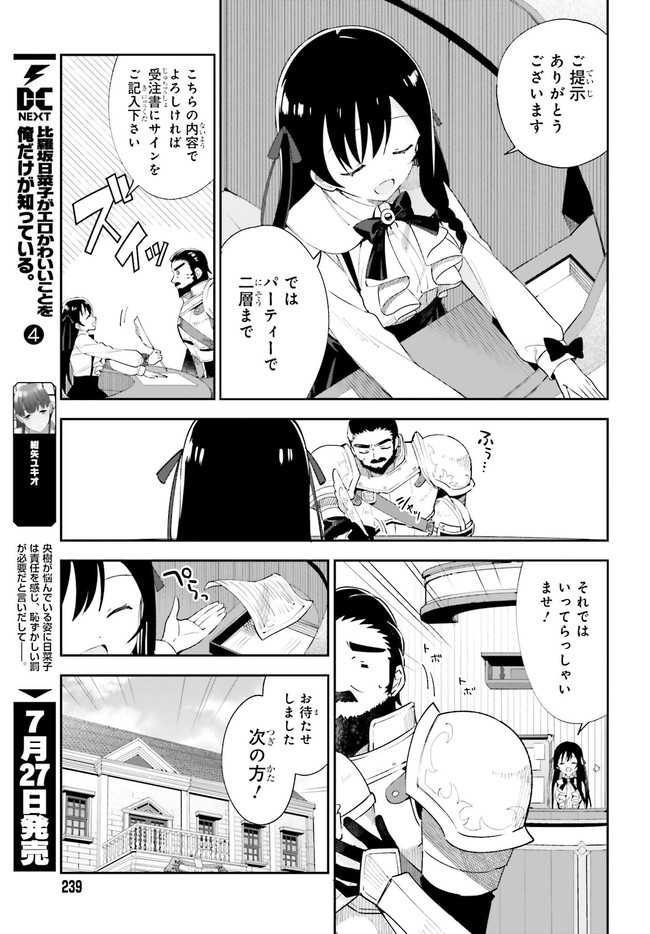 ご提示
ありがとう
ございます
では
パーティーで
二層まで
こちらの内容で
よろしければ
受注書にサインを
ご記入下さい
ズイッ
ふぅ…
ペらっ
それでは
いってらっしゃい
ませ！
トボ
トボ
お待たせ
しました
次の方！
DC
NEXT
比羅坂日菜子がエロかわいいことを
俺だけが知っている。
4
紺矢ユキオ
央樹が悩んでいる姿に日菜子
は責任を感じ、恥ずかしい罰
が必要だと言いだして――。
7月27日発売
239